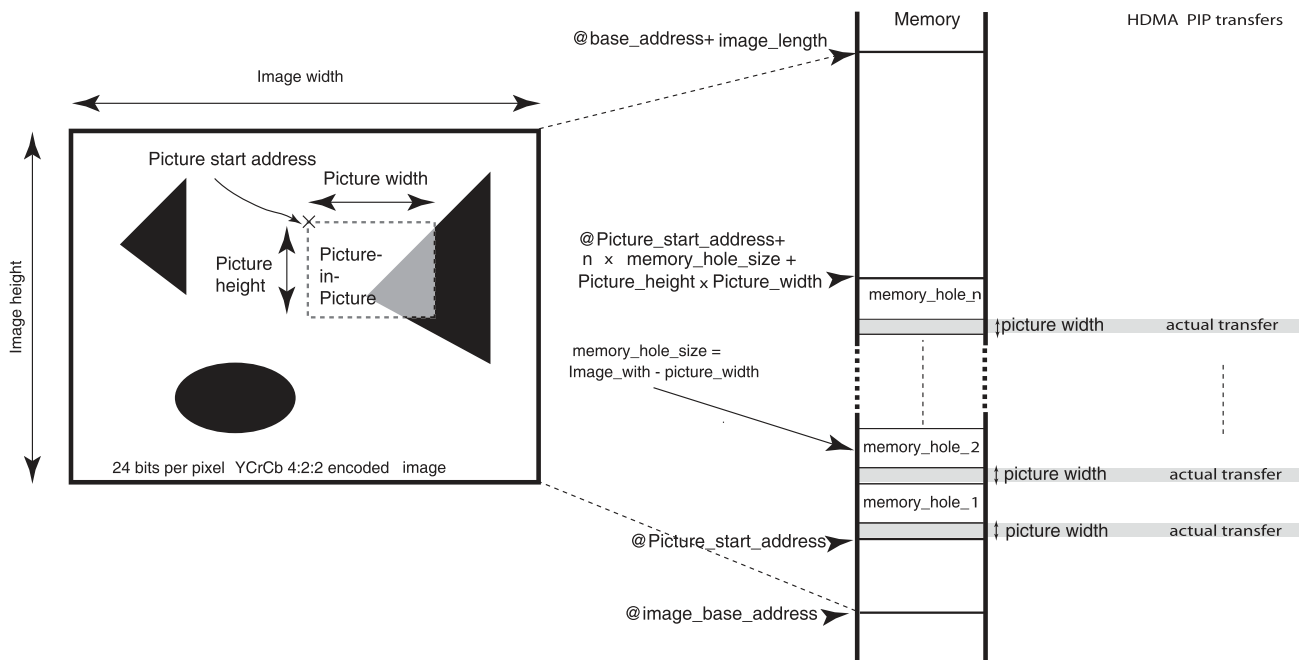 Memory
HDMA PIP transfers
@base_address+ image_length
Image width
Picture start address
Picture width
Image height
Picture
height
Picture-
in-
Picture
24 bits per pixel YCrCb 4:2:2 encoded image
@Picture_start_address+
n x memory_hole_size +
Picture_height x Picture_width
memory_hole_n
picture width
actual transfer
memory_hole_size =
Image_with - picture_width
memory_hole_2
picture width
actual transfer
memory_hole_1
picture width
actual transfer
@Picture_start_address
@image_base_address